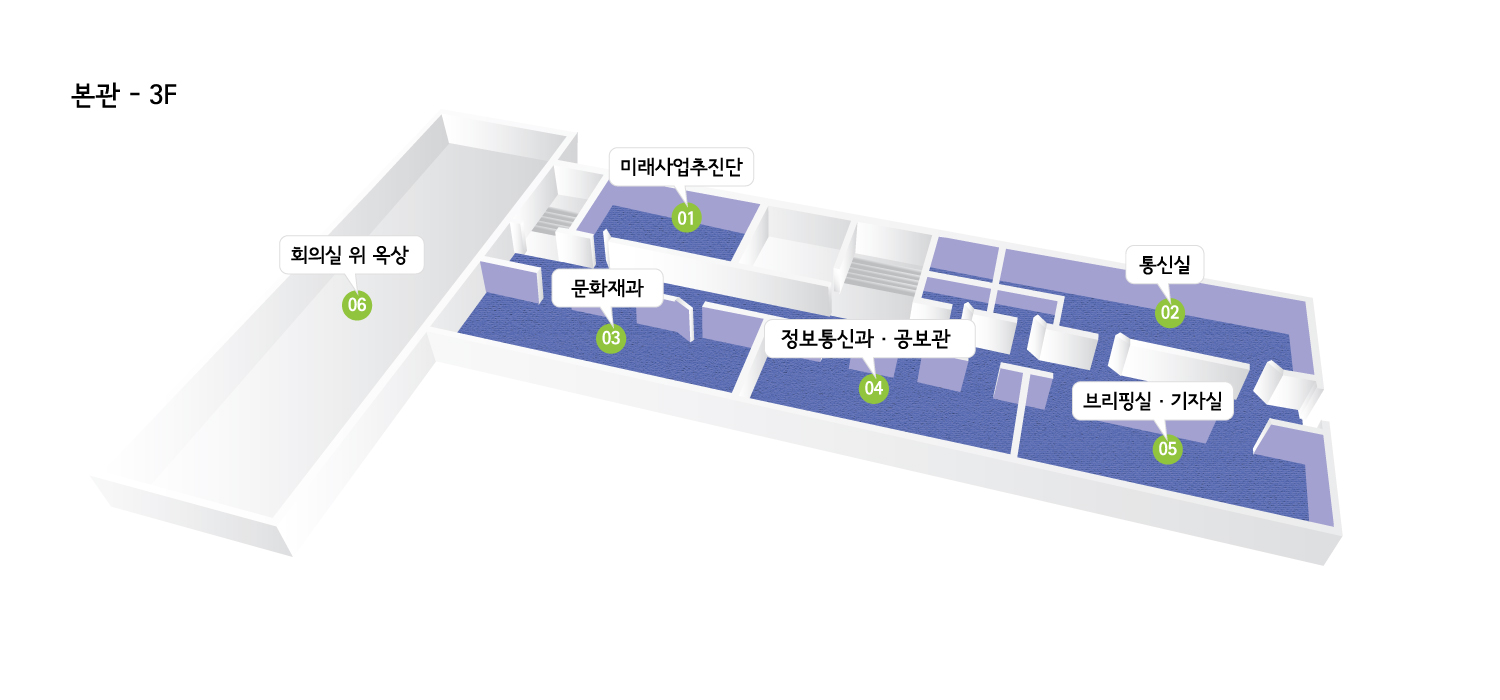 본관 - 3F
미래사업추진단
01
통신실
02
회의실 위 옥상
06
문화재과
03
정보통신과 · 공보관
04
브리핑실 · 기자실
05